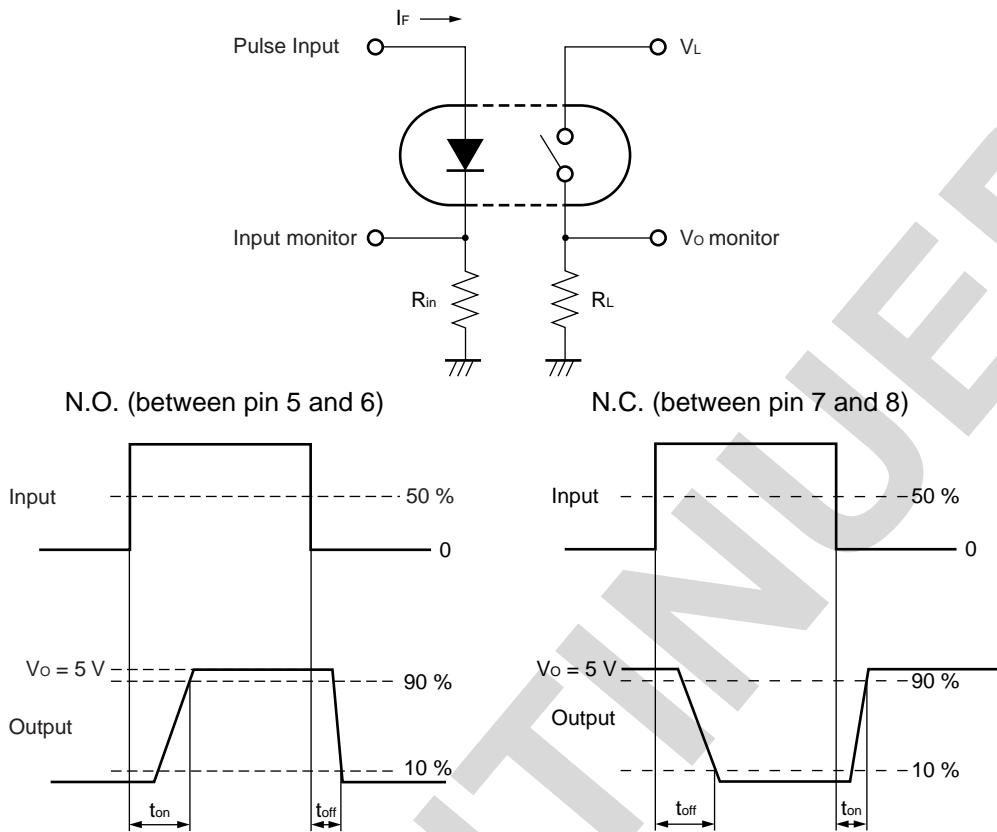 IF
Pulse Input
VL
Input monitor
VO monitor
Rin
RL
N.O. (between pin 5 and 6)
Input
50 %
0
VO = 5 V
90 %
Output
10 %
ton
toff
N.C. (between pin 7 and 8)
Input
50 %
0
VO = 5 V
90 %
Output
10 %
toff
ton
TINUE